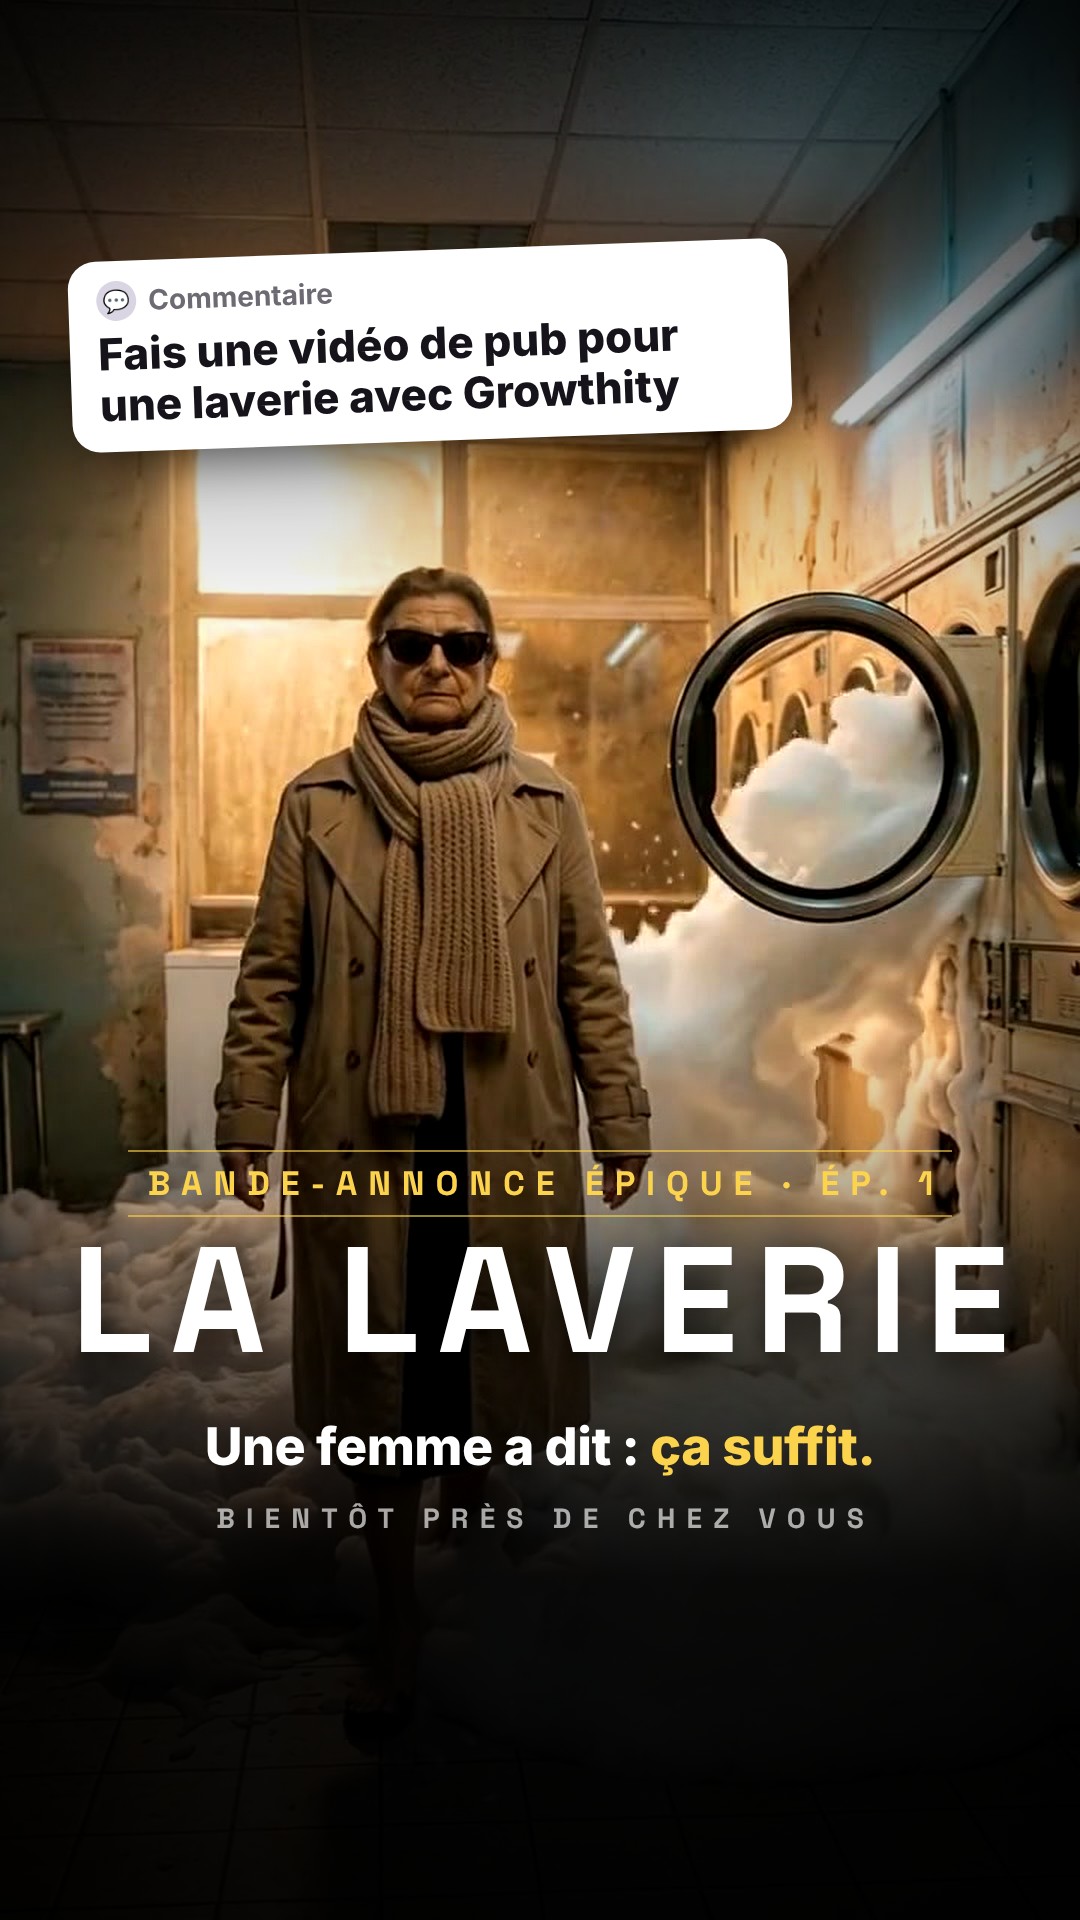 Commentaire
Fais une vidéo de pub pour
une laverie avec Growthity
BANDE-ANNONCE ÉPIQUE · ÉP. 1
LA LAVERIE
Une femme a dit : ça suffit.
BIENTÔT PRÈS DE CHEZ VOUS